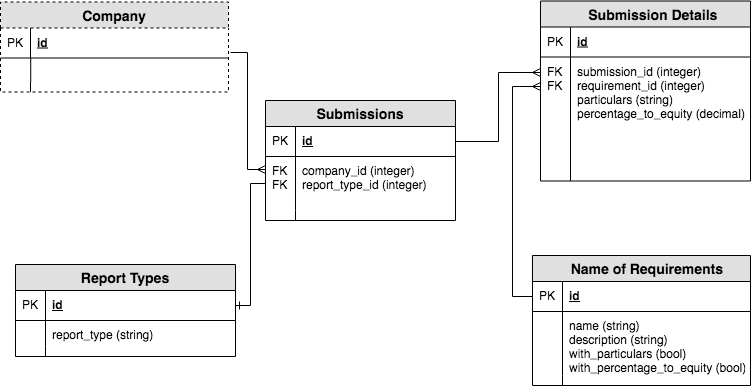 Company
PK id
Submission Details
PK id
FK submission_id (integer)
FK requirement_id (integer)
particulars (string)
percentage_to_equity (decimal)
Submissions
PK id
FK company_id (integer)
FK report_type_id (integer)
Report Types
PK id
report_type (string)
Name of Requirements
PK id
name (string)
description (string)
with_particulars (bool)
with_percentage_to_equity (bool)